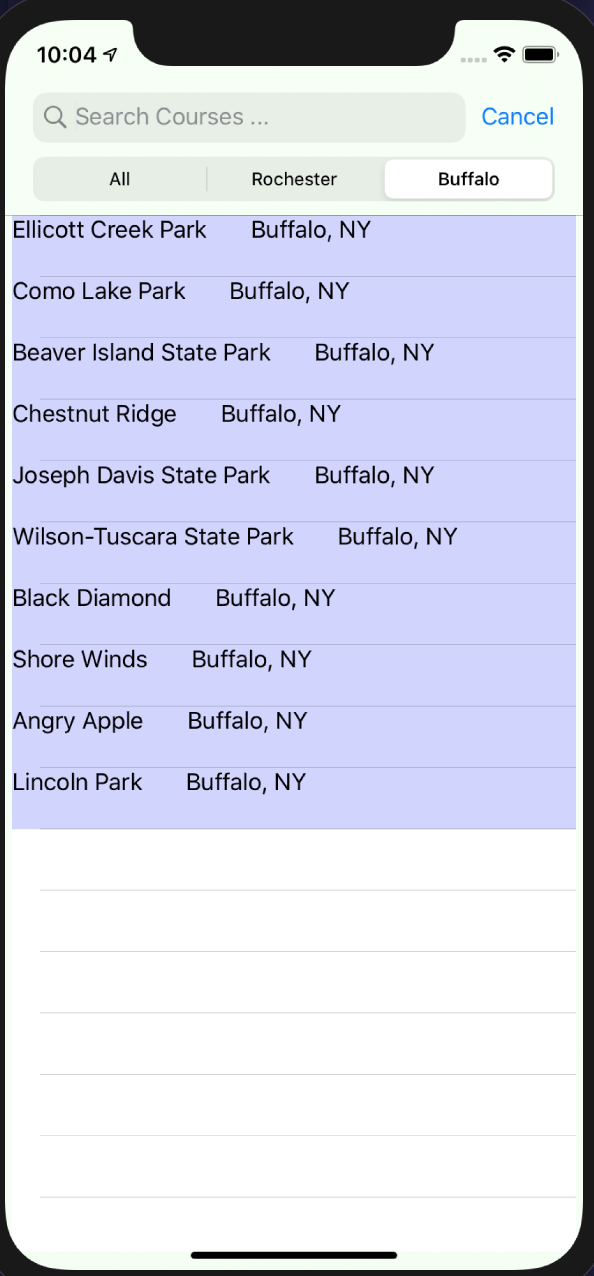 10:04
Search Courses ... Cancel
All Rochester Buffalo
Ellicott Creek Park Buffalo, NY
Como Lake Park Buffalo, NY
Beaver Island State Park Buffalo, NY
Chestnut Ridge Buffalo, NY
Joseph Davis State Park Buffalo, NY
Wilson-Tuscara State Park Buffalo, NY
Black Diamond Buffalo, NY
Shore Winds Buffalo, NY
Angry Apple Buffalo, NY
Lincoln Park Buffalo, NY